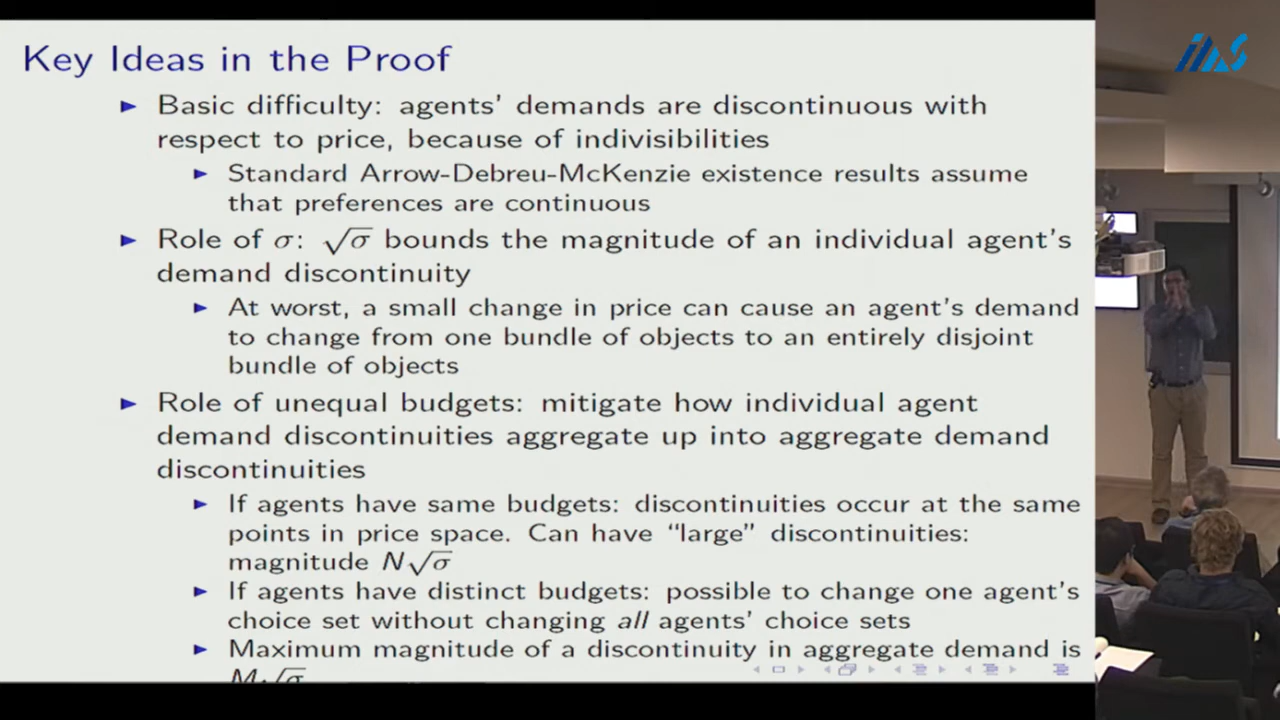 Key Ideas in the Proof
► Basic difficulty: agents' demands are discontinuous with
respect to price, because of indivisibilities
► Standard Arrow-Debreu-McKenzie existence results assume
that preferences are continuous
► Role of σ: √σ bounds the magnitude of an individual agent's
demand discontinuity
► At worst, a small change in price can cause an agent's demand
to change from one bundle of objects to an entirely disjoint
bundle of objects
► Role of unequal budgets: mitigate how individual agent
demand discontinuities aggregate up into aggregate demand
discontinuities
► If agents have same budgets: discontinuities occur at the same
points in price space. Can have "large" discontinuities:
magnitude N√σ
► If agents have distinct budgets: possible to change one agent's
choice set without changing all agents' choice sets
► Maximum magnitude of a discontinuity in aggregate demand is
M√σ
IAS